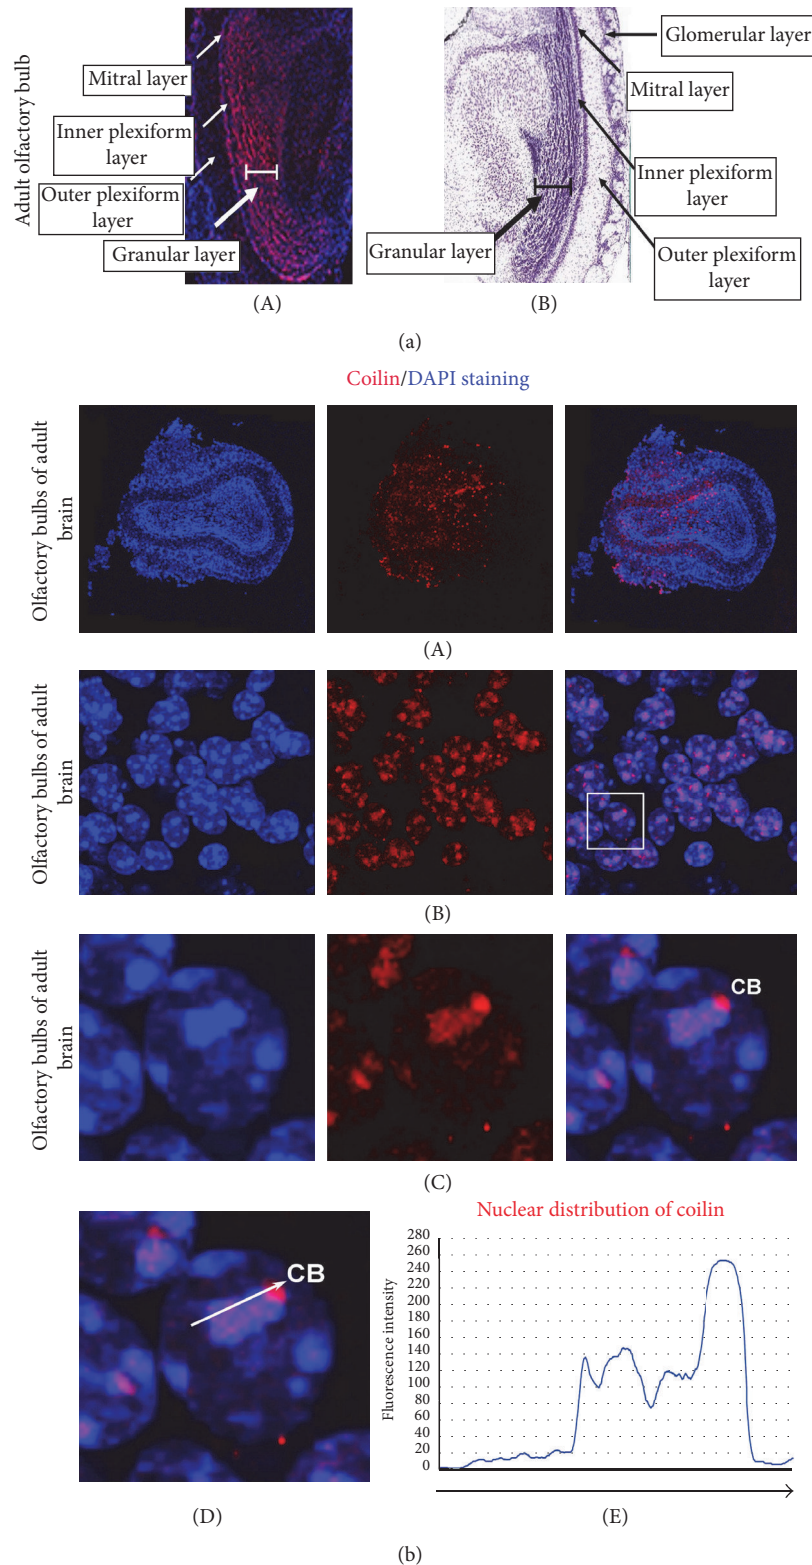 Adult olfactory bulb
Mitral layer
Inner plexiform
layer
Outer plexiform
layer
Granular layer
(A)
Glomerular layer
Mitral layer
Inner plexiform
layer
Granular layer
Outer plexiform
layer
(B)
(a)
Coilin/DAPI staining
Olfactory bulbs of adult
brain
(A)
Olfactory bulbs of adult
brain
(B)
Olfactory bulbs of adult
brain
CB
(C)
CB
(D)
Nuclear distribution of coilin
Fluorescence intensity
280
260
240
220
200
180
160
140
120
100
80
60
40
20
0
(E)
(b)